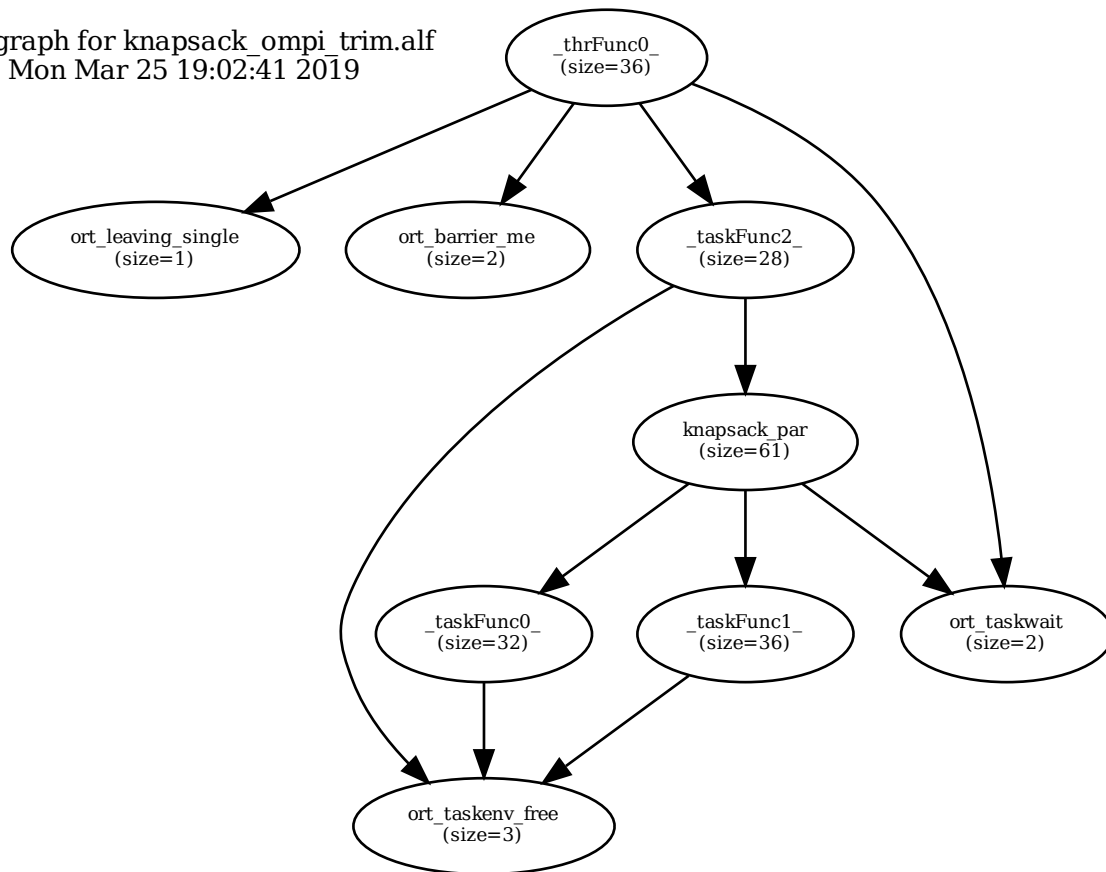 graph for knapsack_ompi_trim.alf
Mon Mar 25 19:02:41 2019
_thrFunc0_
(size=36)
ort_leaving_single
(size=1)
ort_barrier_me
(size=2)
_taskFunc2_
(size=28)
knapsack_par
(size=61)
_taskFunc0_
(size=32)
_taskFunc1_
(size=36)
ort_taskwait
(size=2)
ort_taskenv_free
(size=3)